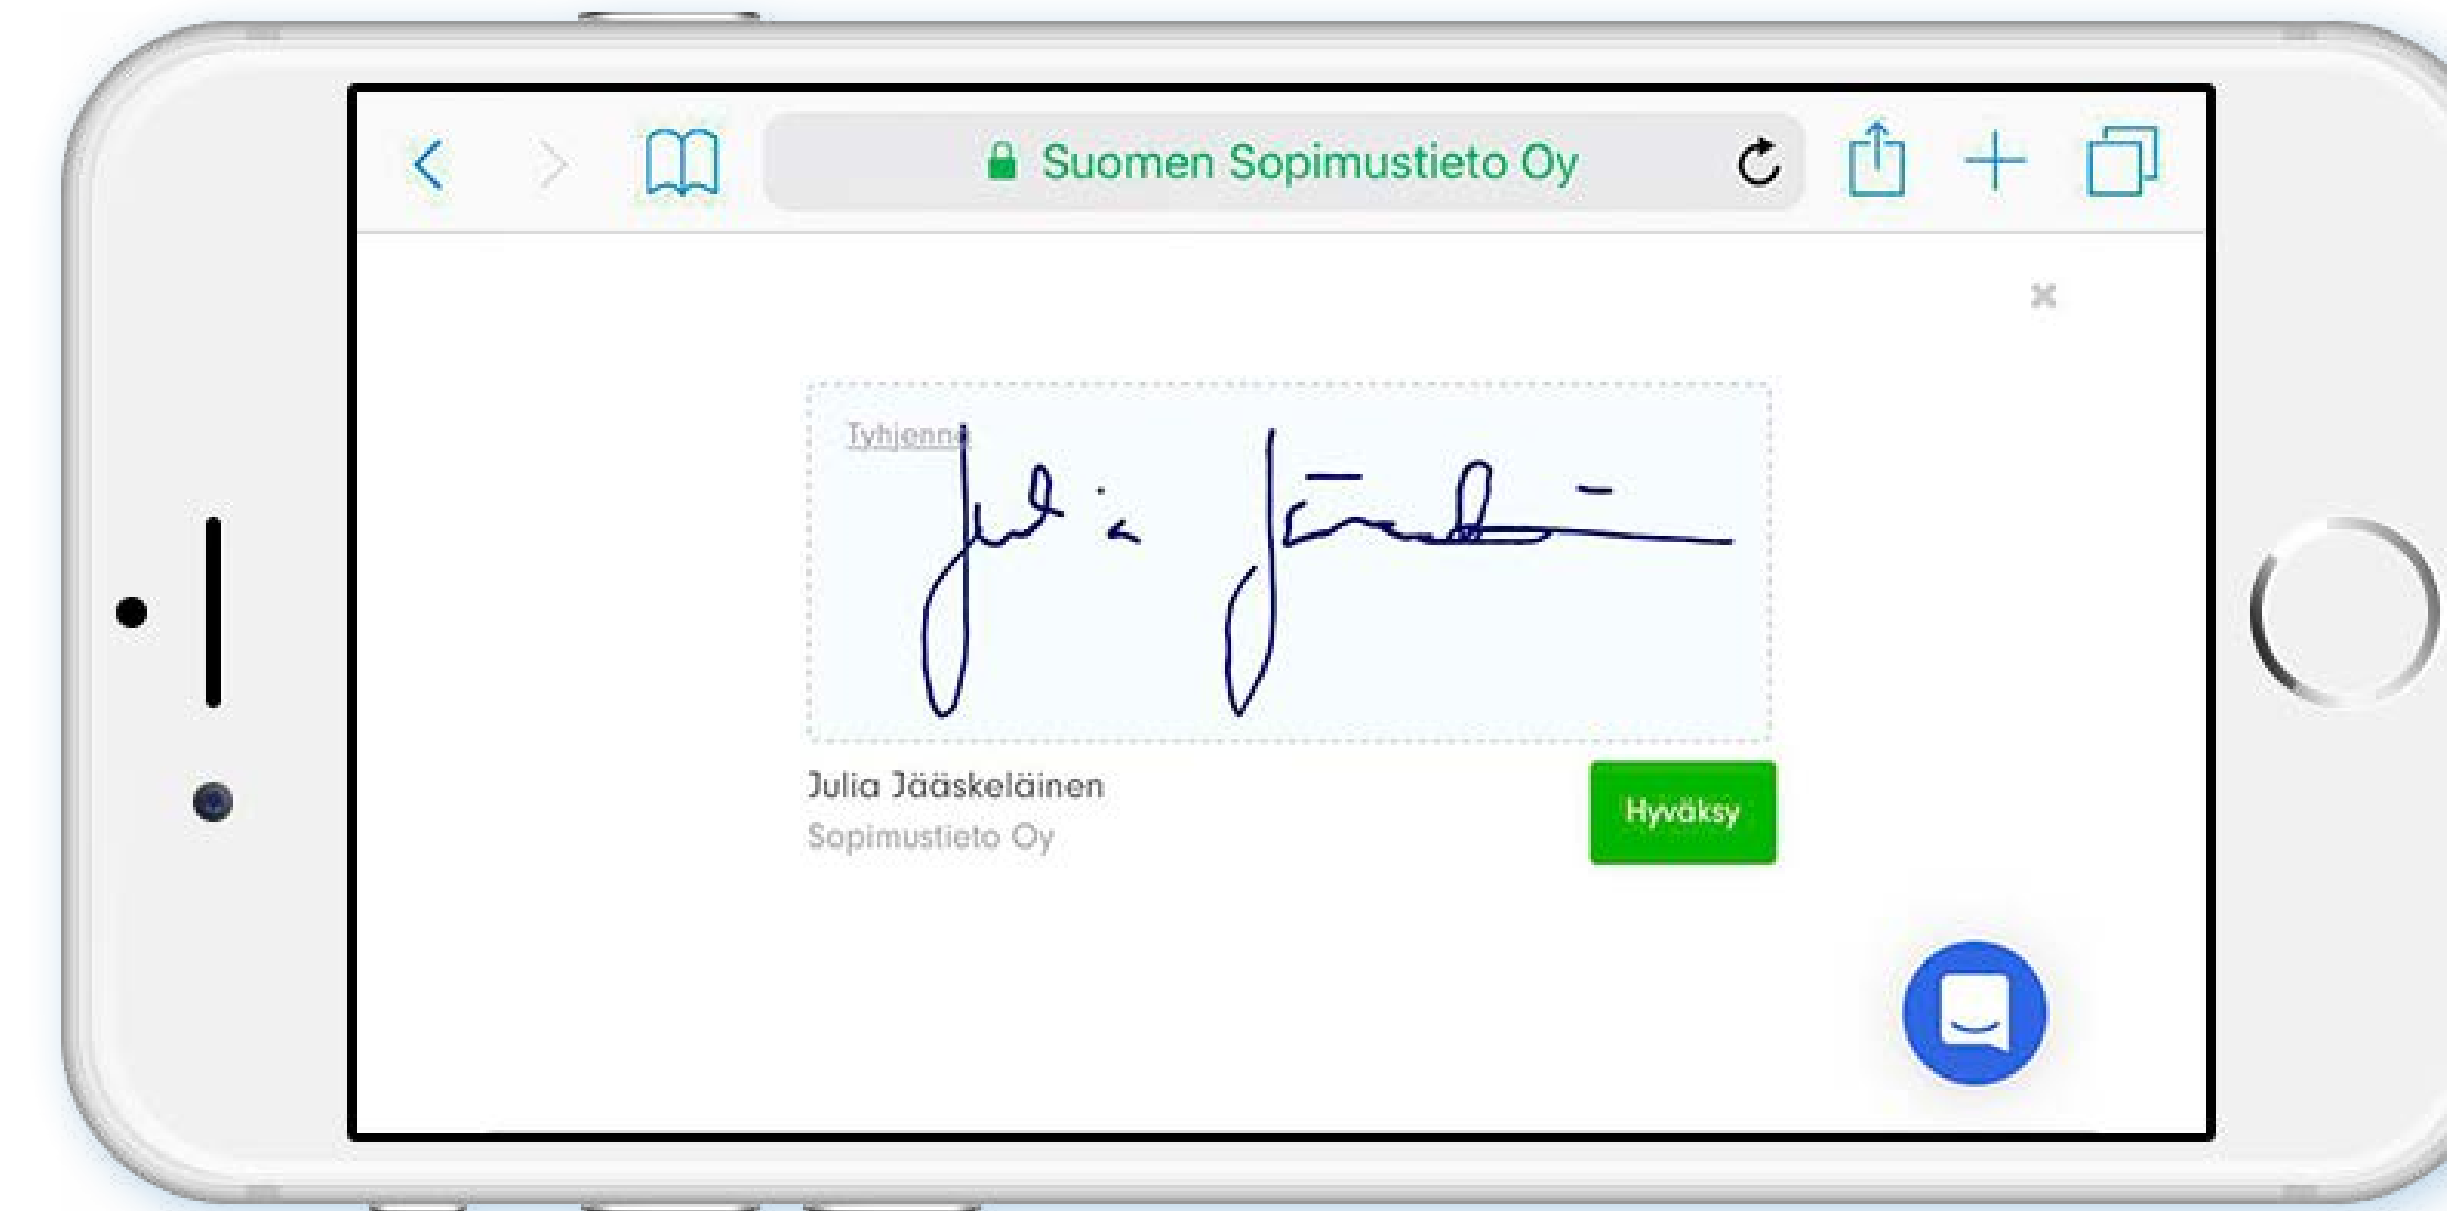 Suomen Sopimustieto Oy
Tyhjennä
Julia Jääskeläinen
Sopimustieto Oy
Hyväksy